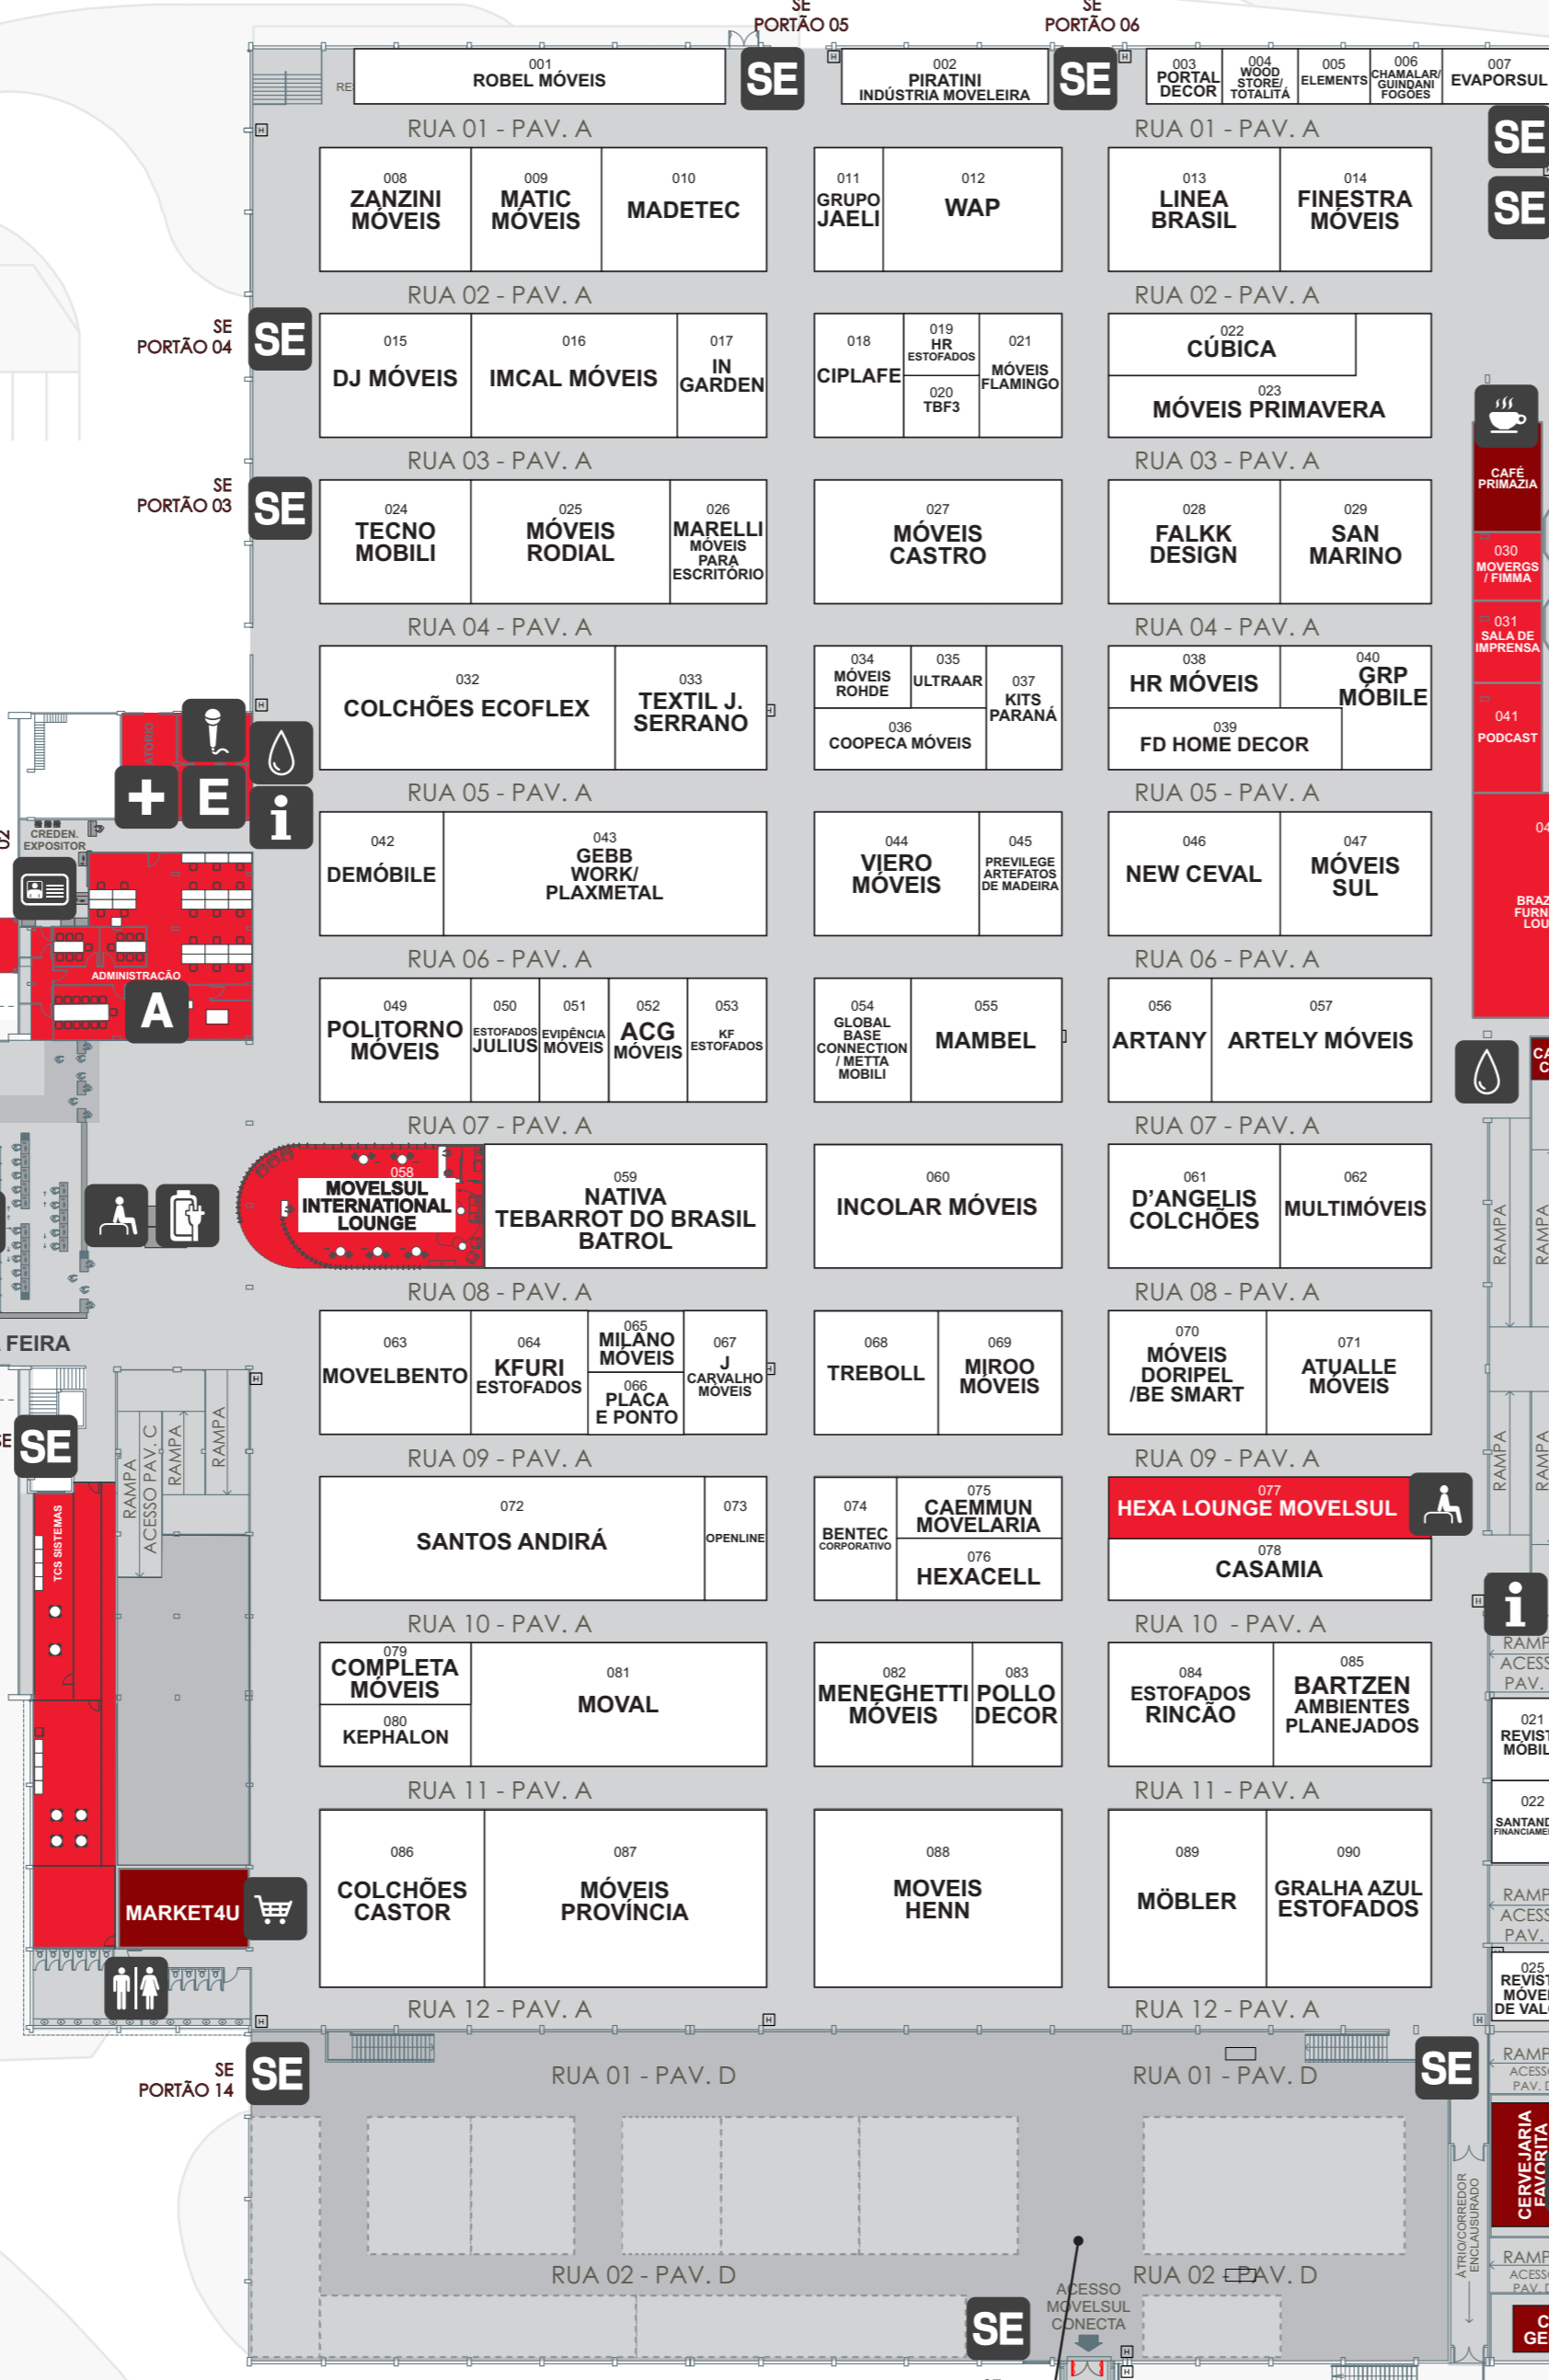 SE
PORTÃO 05
SE
PORTÃO 06
001
ROBEL MÓVEIS
SE
002
PIRATINI
INDÚSTRIA MOVELEIRA
SE
003
PORTAL
DECOR
004
WOOD
STORE/
TOTALITÁ
005
ELEMENTS
006
CHAMALAR/
GUINDANI
FOGÕES
007
EVAPORSUL
RUA 01 - PAV. A
RUA 01 - PAV. A
SE
SE
008
ZANZINI
MÓVEIS
009
MATIC
MÓVEIS
010
MADETEC
011
GRUPO
JAELI
012
WAP
013
LINEA
BRASIL
014
FINESTRA
MÓVEIS
RUA 02 - PAV. A
RUA 02 - PAV. A
SE
PORTÃO 04
SE
015
DJ MÓVEIS
016
IMCAL MÓVEIS
017
IN
GARDEN
018
CIPLAFE
019
HR
ESTOFADOS
020
TBF3
021
MÓVEIS
FLAMINGO
022
CÚBICA
023
MÓVEIS PRIMAVERA
RUA 03 - PAV. A
RUA 03 - PAV. A
CAFÉ
PRIMAZIA
SE
PORTÃO 03
SE
024
TECNO
MOBILI
025
MÓVEIS
RODIAL
026
MARELLI
MÓVEIS
PARA
ESCRITÓRIO
027
MÓVEIS
CASTRO
028
FALKK
DESIGN
029
SAN
MARINO
030
MOVERGS
/ FIMMA
031
SALA DE
IMPRENSA
RUA 04 - PAV. A
RUA 04 - PAV. A
032
COLCHÕES ECOFLEX
033
TEXTIL J.
SERRANO
034
MÓVEIS
ROHDE
035
ULTRAAR
036
COOPECA MÓVEIS
037
KITS
PARANÁ
038
HR MÓVEIS
039
FD HOME DECOR
040
GRP
MÓBILE
041
PODCAST
RUA 05 - PAV. A
RUA 05 - PAV. A
E
i
02
CREDEN.
EXPOSITOR
042
DEMÓBILE
043
GEBB
WORK/
PLAXMETAL
044
VIERO
MÓVEIS
045
PREVILEGE
ARTEFATOS
DE MADEIRA
046
NEW CEVAL
047
MÓVEIS
SUL
RUA 06 - PAV. A
RUA 06 - PAV. A
ADMINISTRAÇÃO
A
049
POLITORNO
MÓVEIS
050
ESTOFADOS
JULIUS
051
EVIDÊNCIA
MÓVEIS
052
ACG
MÓVEIS
053
KF
ESTOFADOS
054
GLOBAL
BASE
CONNECTION
/ METTA
MOBILI
055
MAMBEL
056
ARTANY
057
ARTELY MÓVEIS
RUA 07 - PAV. A
RUA 07 - PAV. A
058
MOVELSUL
INTERNATIONAL
LOUNGE
059
NATIVA
TEBARROT DO BRASIL
BATROL
060
INCOLAR MÓVEIS
061
D'ANGELIS
COLCHÕES
062
MULTIMÓVEIS
RAMPA
RAMPA
RUA 08 - PAV. A
RUA 08 - PAV. A
FEIRA
063
MOVELBENTO
064
KFURI
ESTOFADOS
065
MILANO
MÓVEIS
066
PLACA
E PONTO
067
J
CARVALHO
MÓVEIS
068
TREBOLL
069
MIROO
MÓVEIS
070
MÓVEIS
DORIPEL
/BE SMART
071
ATUALLE
MÓVEIS
SE
SE
RAMPA
ACESSO PAV. C
RAMPA
RAMPA
RAMPA
RAMPA
RUA 09 - PAV. A
RUA 09 - PAV. A
TCS SISTEMAS
072
SANTOS ANDIRÁ
073
OPENLINE
074
BENTEC
CORPORATIVO
075
CAEMMUN
MOVELARIA
076
HEXACELL
077
HEXA LOUNGE MOVELSUL
078
CASAMIA
i
RUA 10 - PAV. A
RUA 10 - PAV. A
079
COMPLETA
MÓVEIS
080
KEPHALON
081
MOVAL
082
MENEGHETTI
MÓVEIS
083
POLLO
DECOR
084
ESTOFADOS
RINCÃO
085
BARTZEN
AMBIENTES
PLANEJADOS
PAV.
021
022
RUA 11 - PAV. A
RUA 11 - PAV. A
086
COLCHÕES
CASTOR
087
MÓVEIS
PROVÍNCIA
088
MOVEIS
HENN
089
MÖBLER
090
GRALHA AZUL
ESTOFADOS
PAV.
025
MARKET4U
RUA 12 - PAV. A
RUA 12 - PAV. A
SE
PORTÃO 14
SE
RUA 01 - PAV. D
RUA 01 - PAV. D
SE
CERVEJARIA
FAVORITA
ÁTRIO/CORREDOR
ENCLAUSURADO
RUA 02 - PAV. D
RUA 02 - PAV. D
SE
ACESSO
MOVELSUL
CONECTA